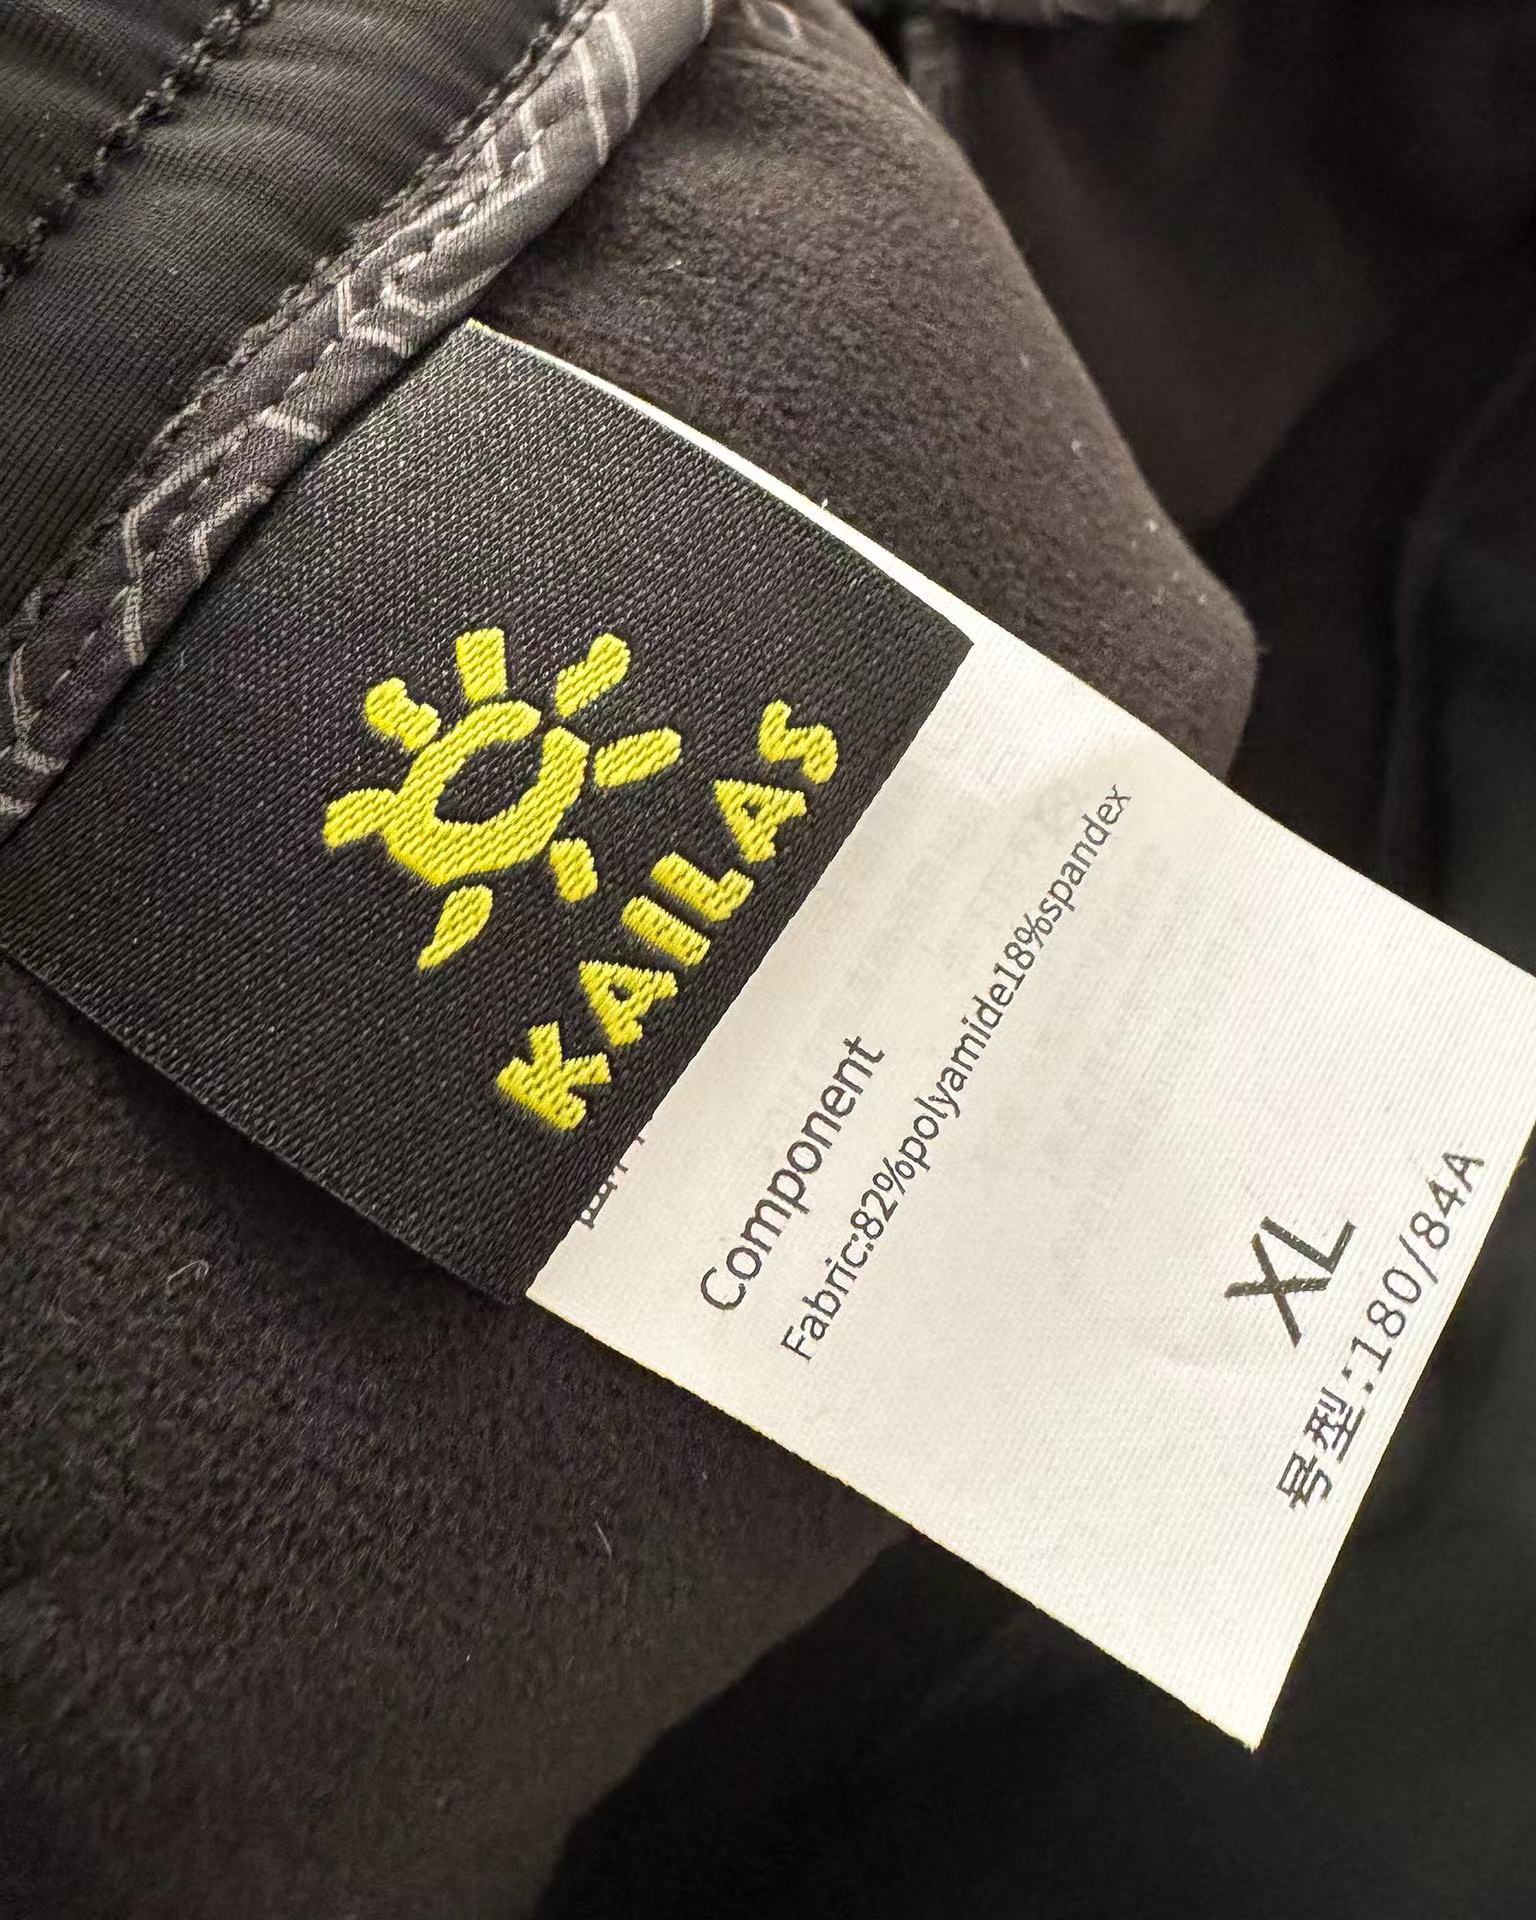 KAILAS
Component
Fabric:82%polyamide18%spandex
XL
号型:180/84A